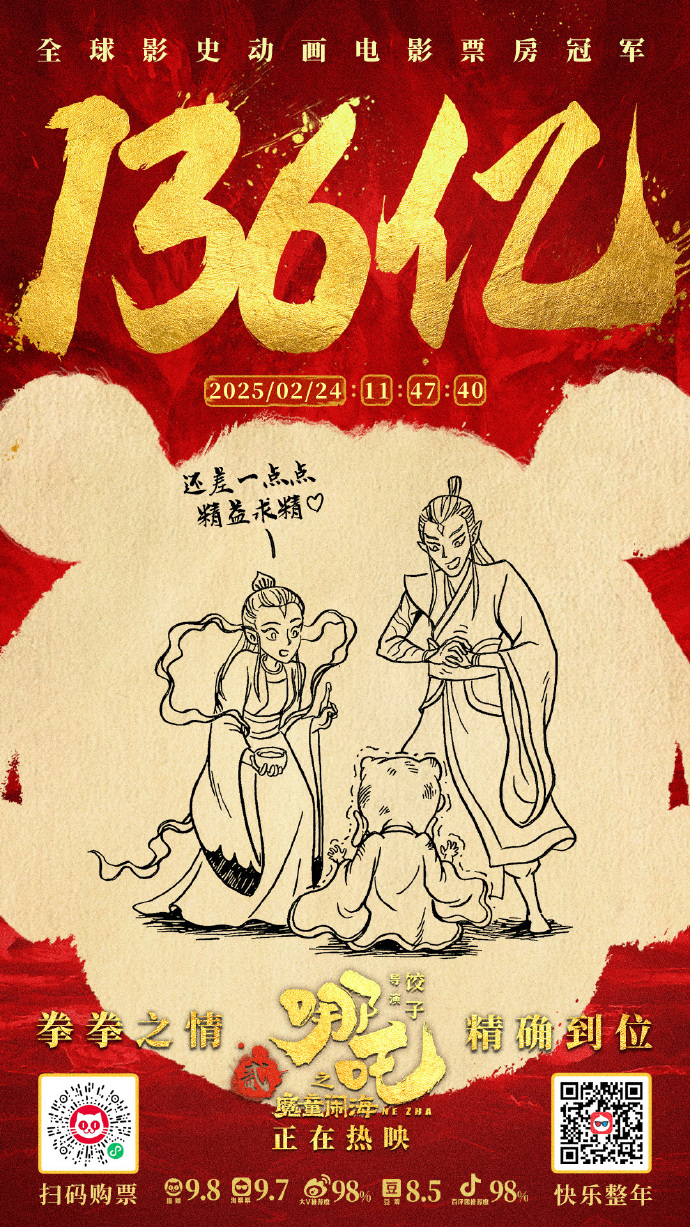 全球影史动画电影票房冠军
136亿
2025/02/24:11:47:40
还差一点点
精益求精♡
导演 饺子
拳拳之情
哪吒
精确到位
贰
之
魔童闹海 NE ZHA
正在热映
扫码购票
9.8
9.7
98%
豆 8.5
98%
快乐整年